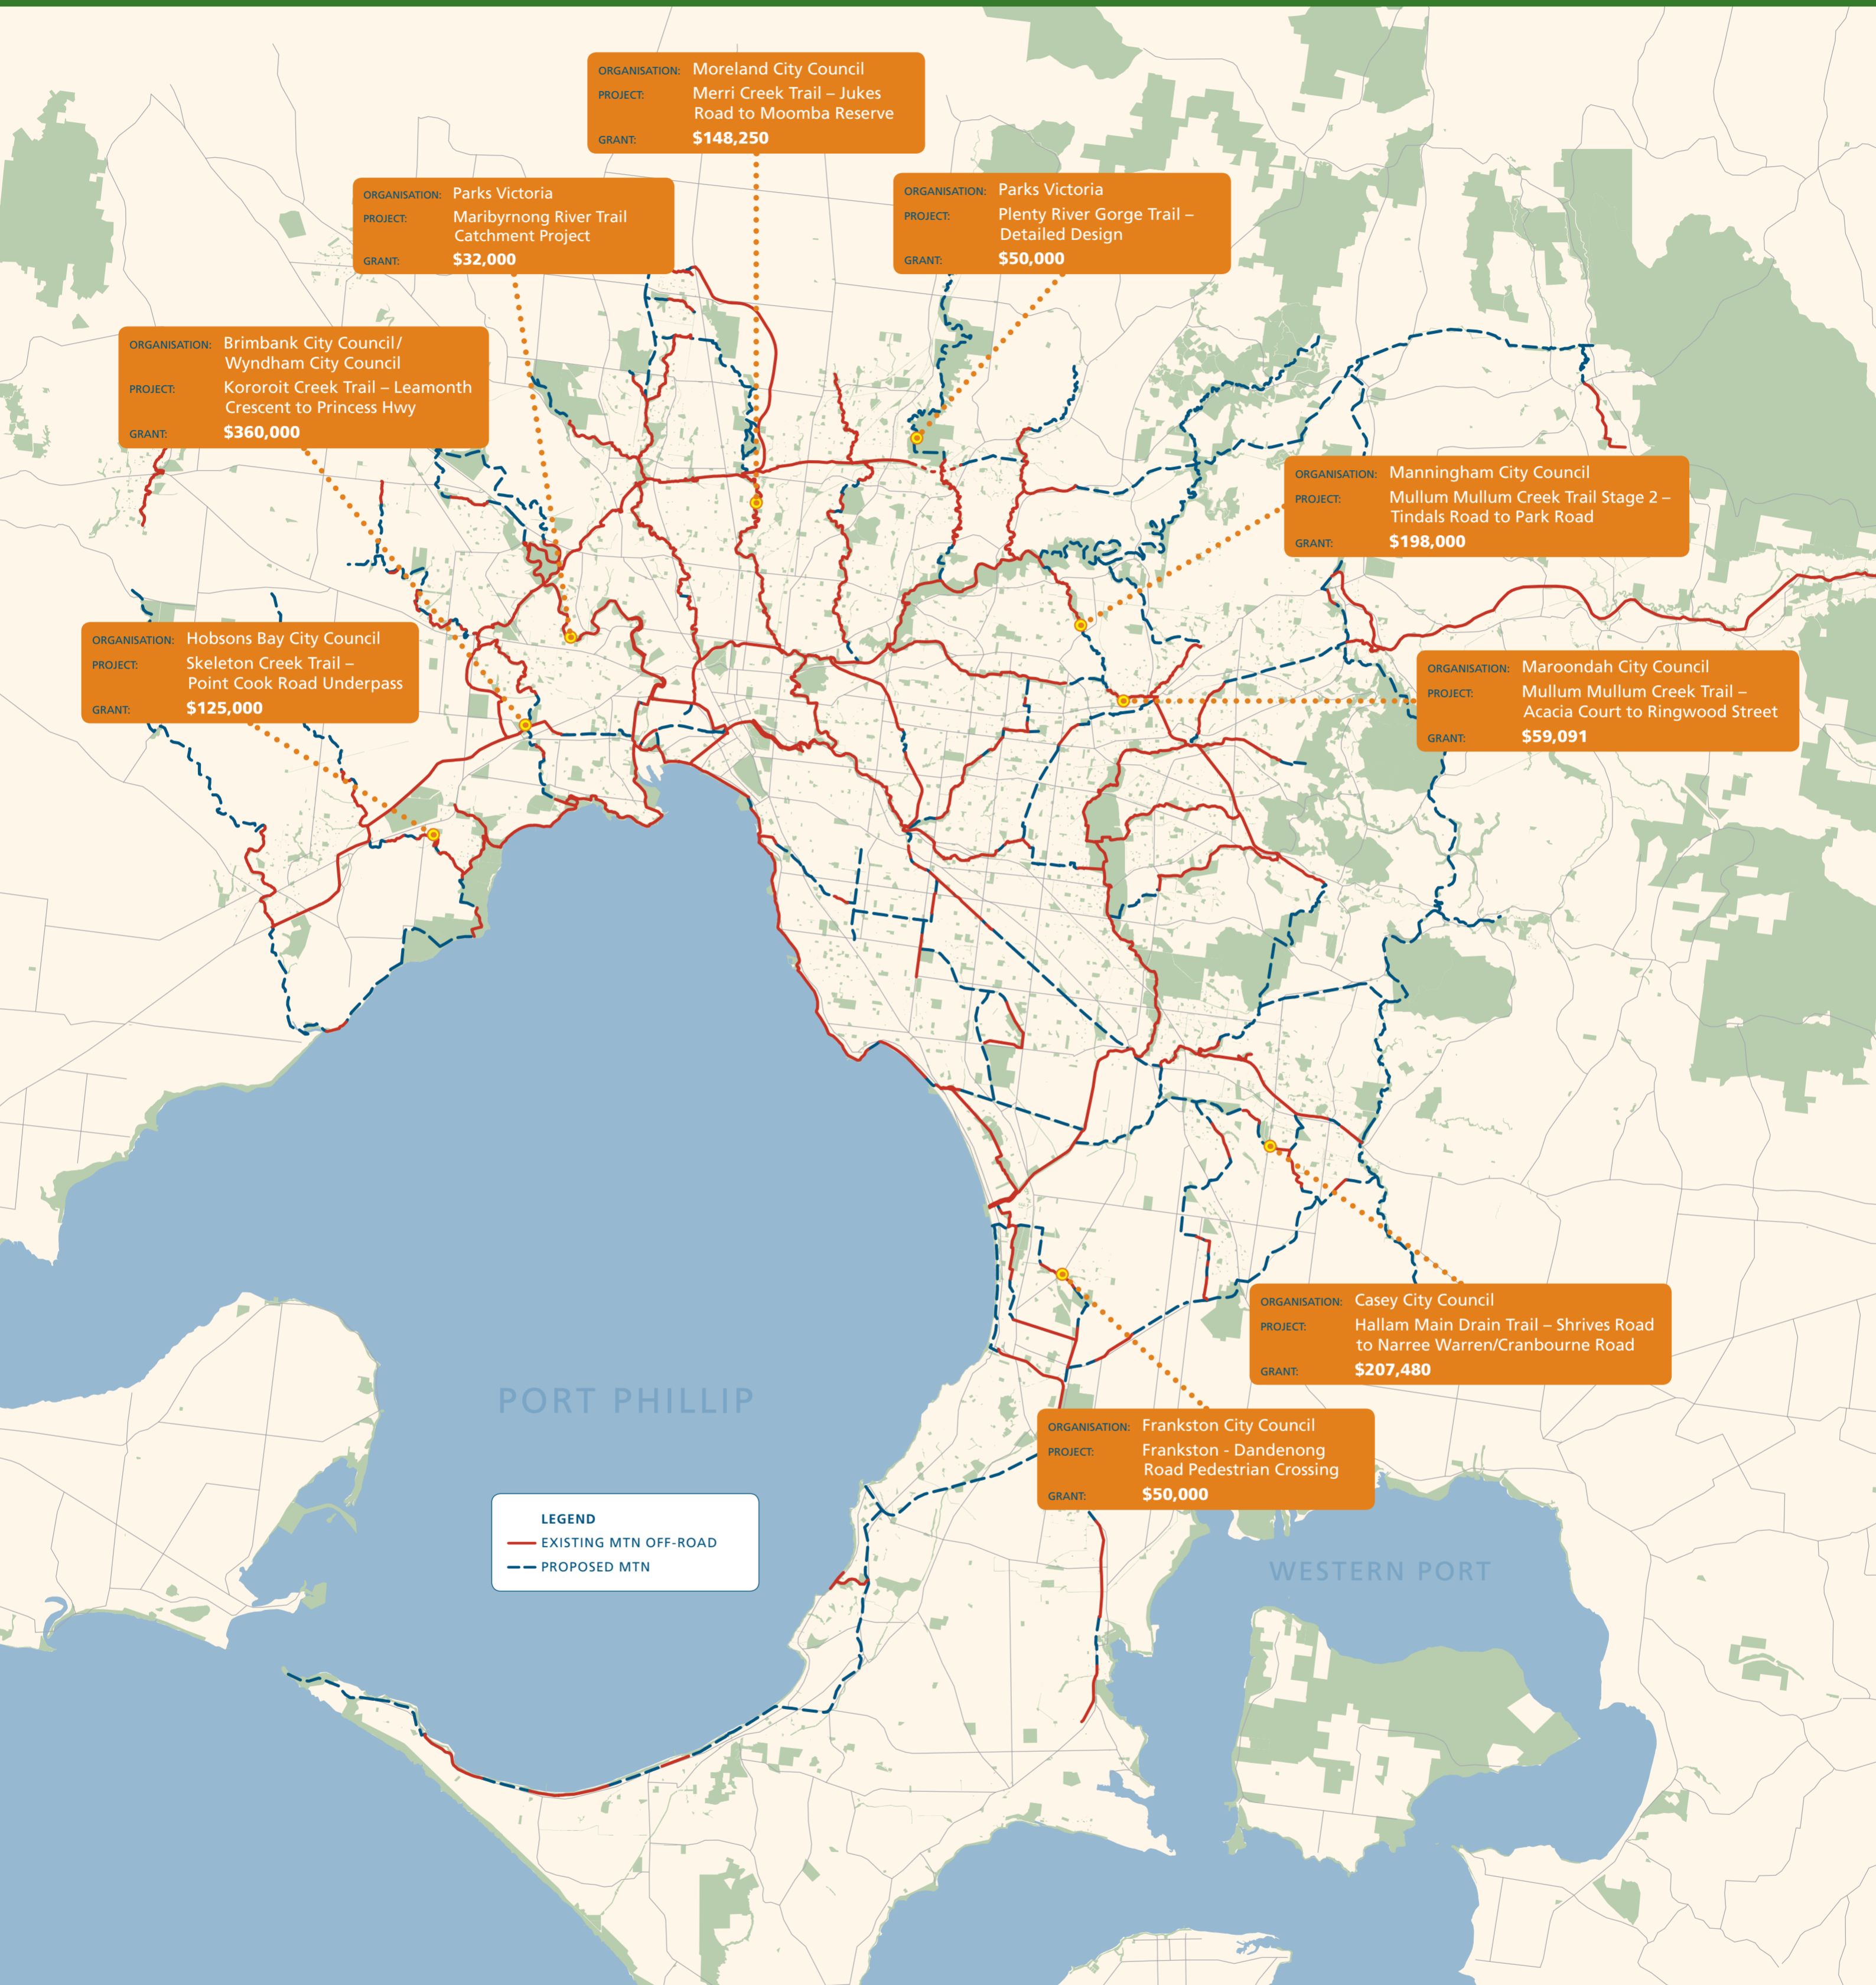 ORGANISATION: Moreland City Council
PROJECT: Merri Creek Trail – Jukes
Road to Moomba Reserve
GRANT: $148,250
ORGANISATION: Parks Victoria
PROJECT: Maribyrnong River Trail
Catchment Project
GRANT: $32,000
ORGANISATION: Parks Victoria
PROJECT: Plenty River Gorge Trail –
Detailed Design
GRANT: $50,000
ORGANISATION: Brimbank City Council/
Wyndham City Council
PROJECT: Kororoit Creek Trail – Leamonth
Crescent to Princess Hwy
GRANT: $360,000
ORGANISATION: Manningham City Council
PROJECT: Mullum Mullum Creek Trail Stage 2 –
Tindals Road to Park Road
GRANT: $198,000
ORGANISATION: Hobsons Bay City Council
PROJECT: Skeleton Creek Trail –
Point Cook Road Underpass
GRANT: $125,000
ORGANISATION: Maroondah City Council
PROJECT: Mullum Mullum Creek Trail –
Acacia Court to Ringwood Street
GRANT: $59,091
ORGANISATION: Casey City Council
PROJECT: Hallam Main Drain Trail – Shrives Road
to Narree Warren/Cranbourne Road
GRANT: $207,480
PORT PHILLIP
ORGANISATION: Frankston City Council
PROJECT: Frankston - Dandenong
Road Pedestrian Crossing
GRANT: $50,000
LEGEND
EXISTING MTN OFF-ROAD
PROPOSED MTN
WESTERN PORT